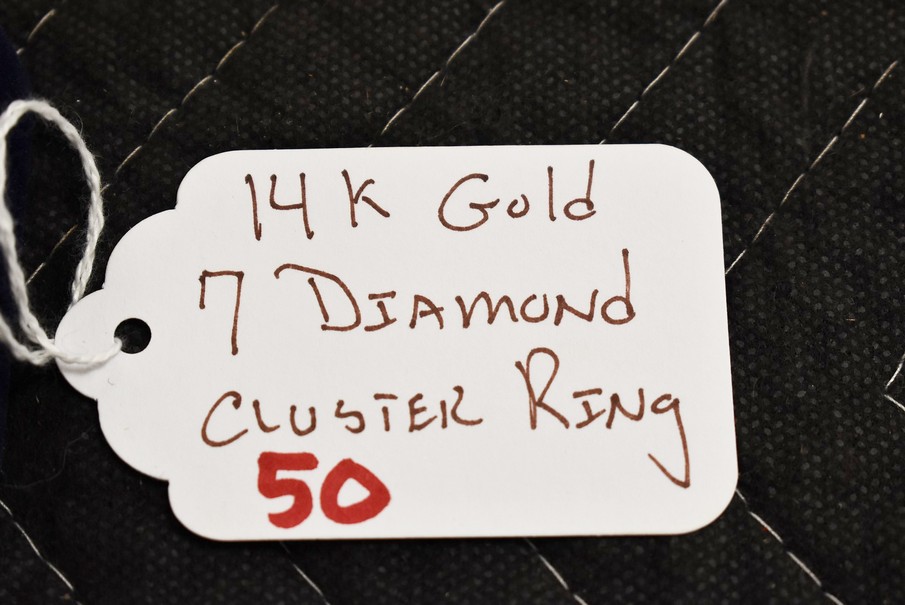 14K Gold
7 Diamond
Cluster Ring
50